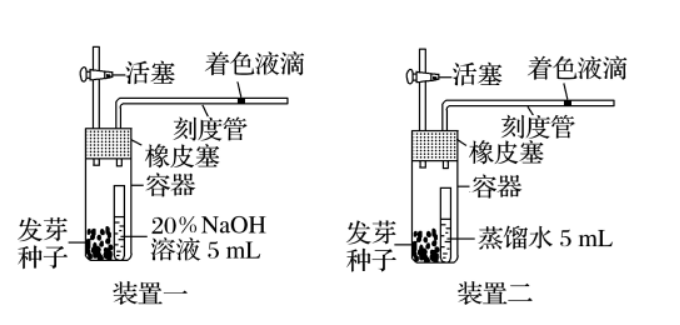 活塞
着色液滴
刻度管
橡皮塞
容器
发芽
种子
20% NaOH
溶液 5 mL
装置一
活塞
着色液滴
刻度管
橡皮塞
容器
发芽
种子
蒸馏水 5 mL
装置二